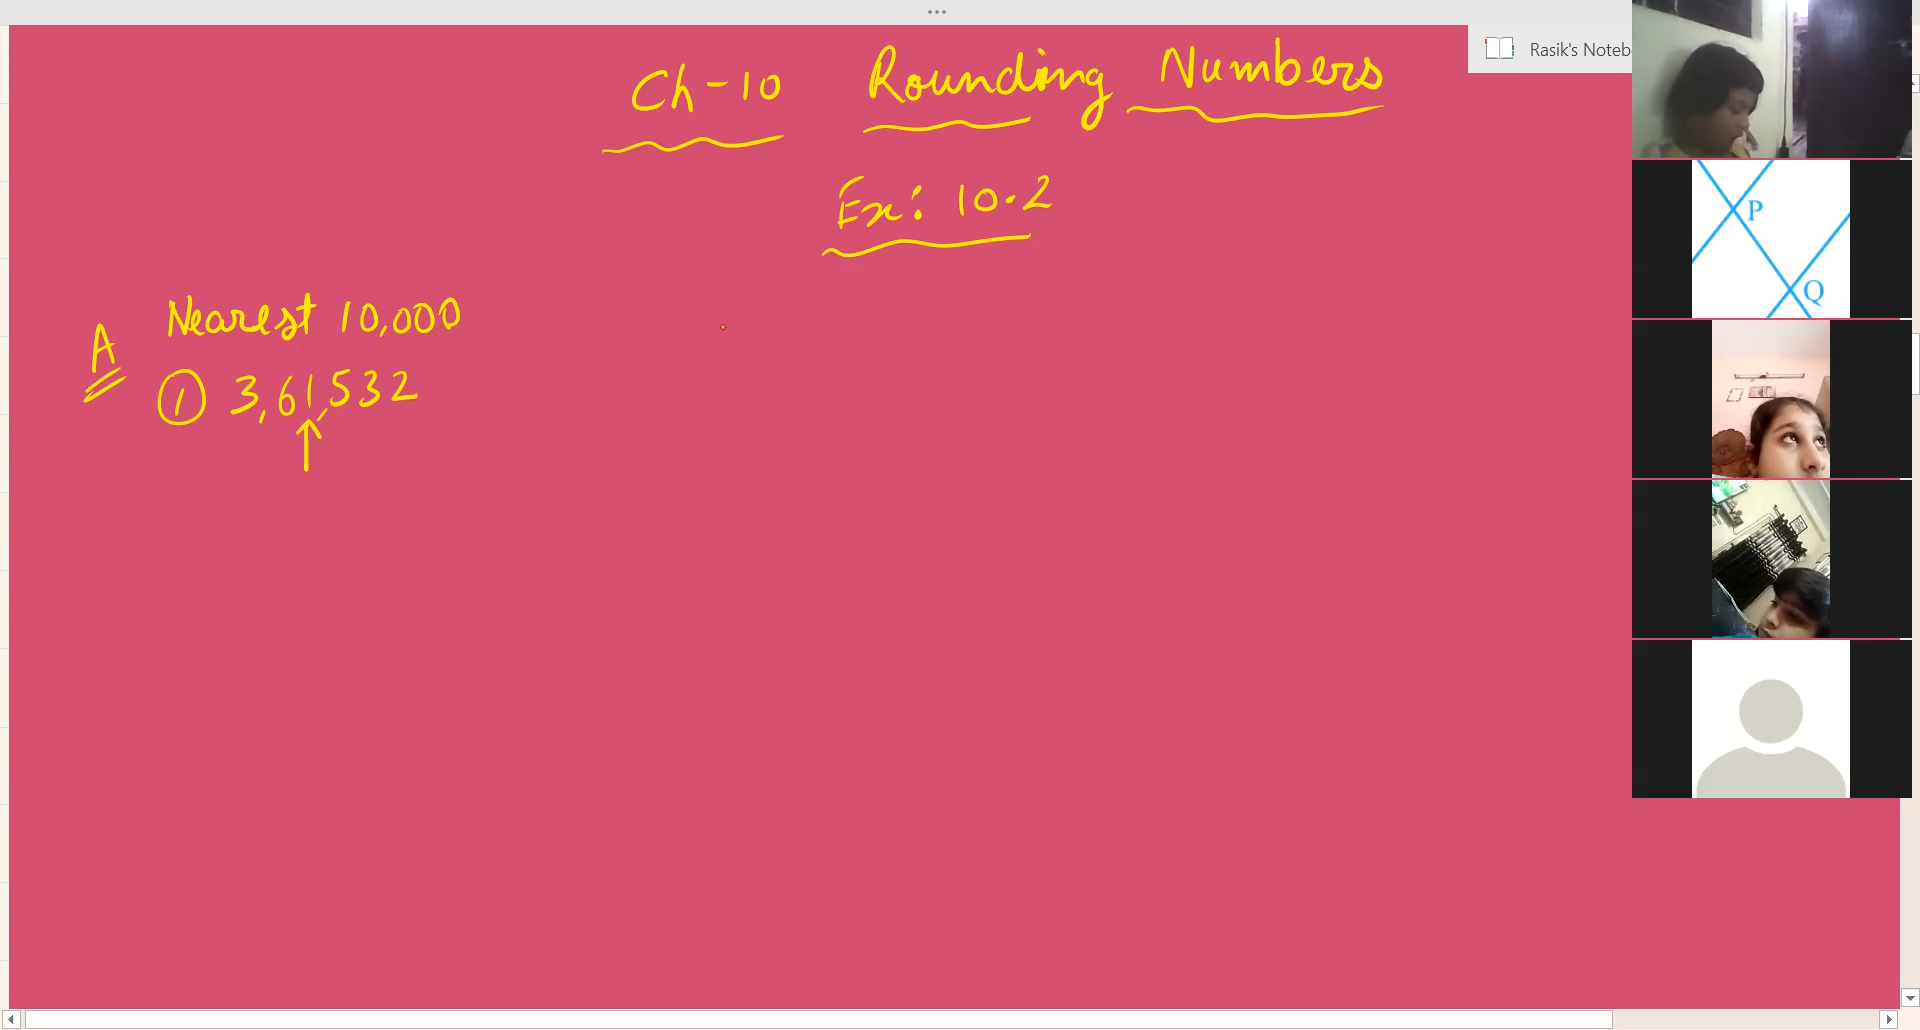 Rasik's Noteb
Ch-10 Rounding Numbers
Ex: 10.2
A Nearest 10,000
① 3,61,532
P
Q